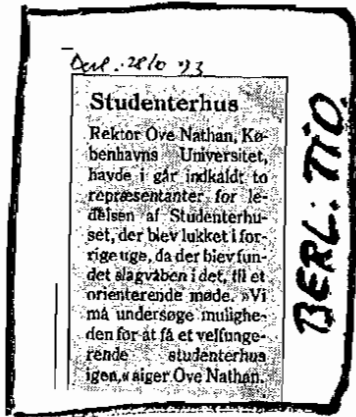 28/10 93
Studenterhus
Rektor Ove Nathan, Kø-
benhavns Universitet,
havde i går indkaldt to
repræsentanter for le-
delsen af Studenterhu-
set, der blev lukket i for-
rige uge, da der blev fun-
det slagvåben i det, til et
orienterende møde. »Vi
må undersøge mulighe-
den for at få et velfunge-
rende studenterhus
igen,« siger Ove Nathan.
BERL: TID.